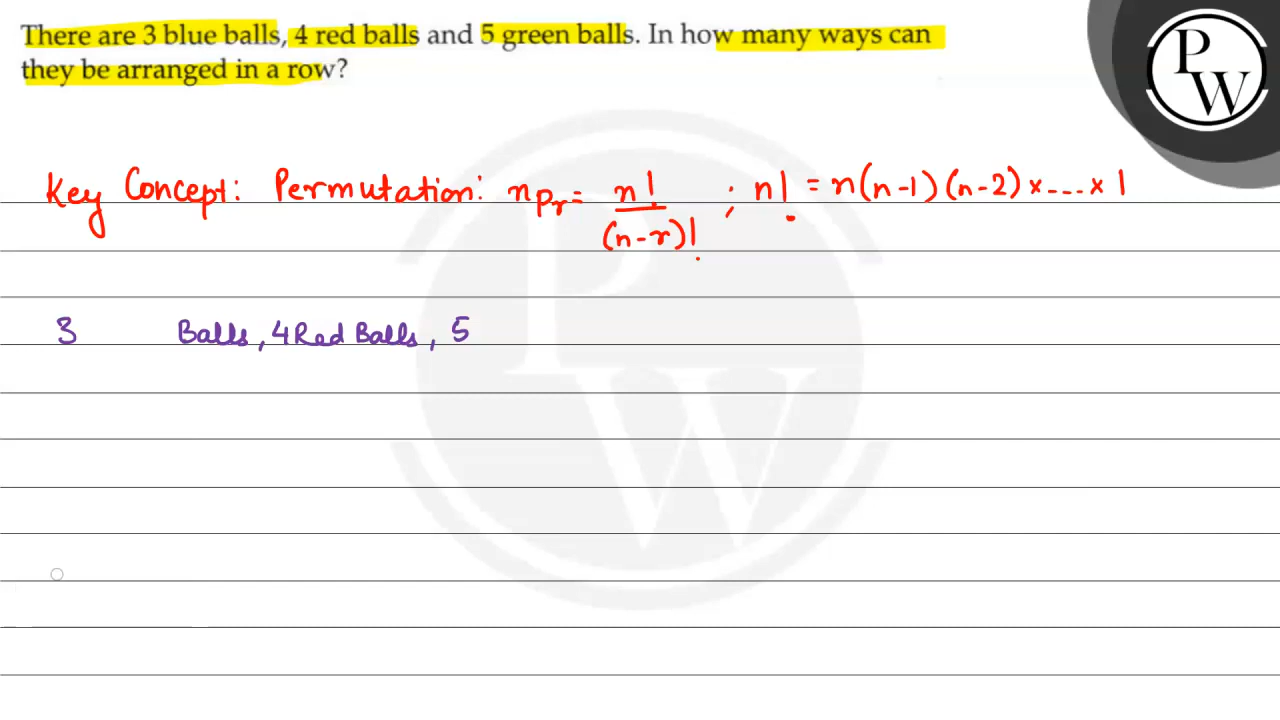 There are 3 blue balls, 4 red balls and 5 green balls. In how many ways can
they be arranged in a row?
P
W
Key Concept: Permutation: nPr = n!/(n-r)! ; n! = n(n-1)(n-2)×...×1
3 Balls, 4 Red Balls, 5
PW